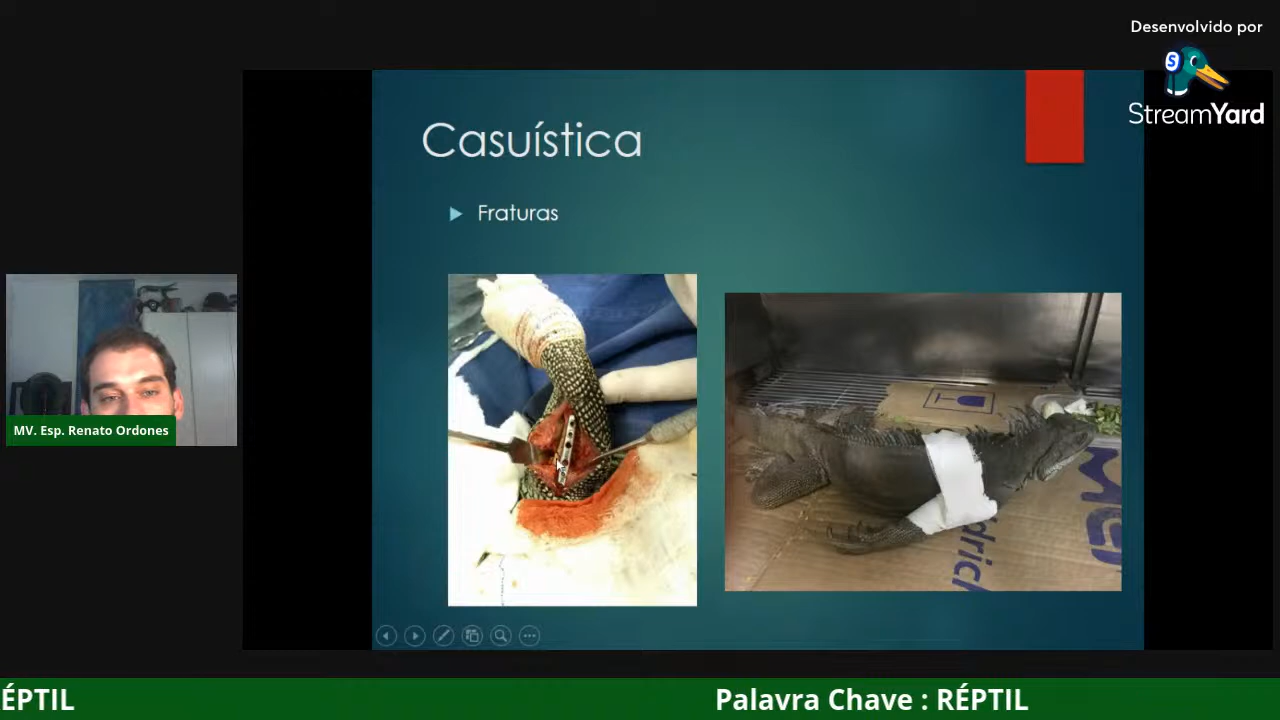 Desenvolvido por
S
StreamYard
Casuística
Fraturas
MV. Esp. Renato Ordones
ÉPTIL
Palavra Chave : RÉPTIL